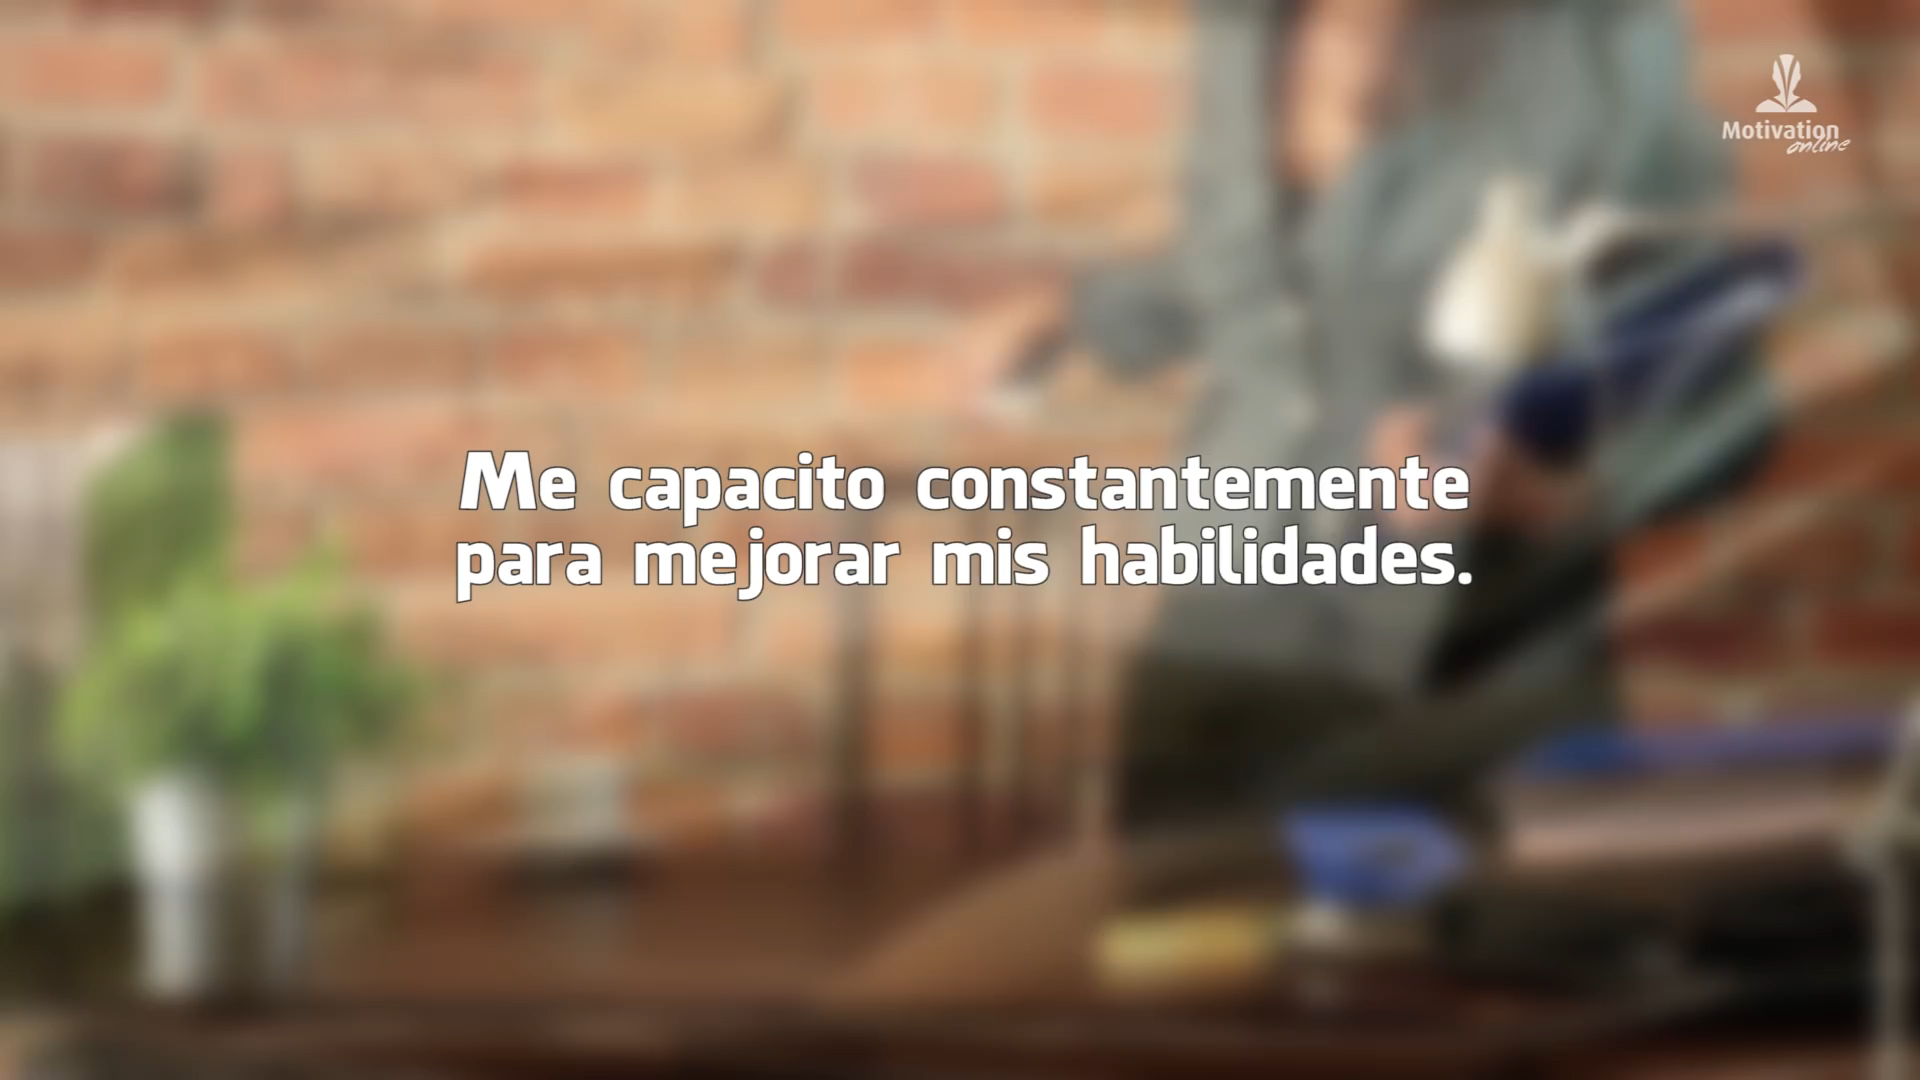 Motivation
online
Me capacito constantemente
para mejorar mis habilidades.